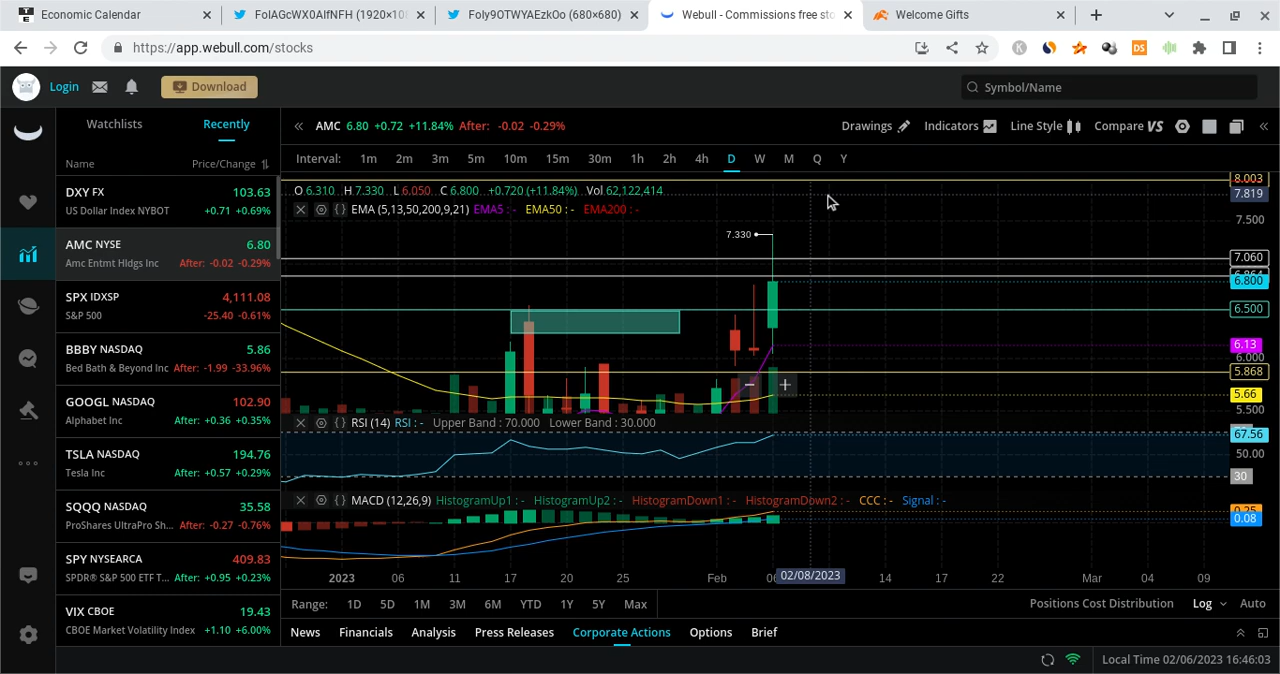 Economic Calendar
FoIAGcWX0AIfNFH (1920×10
Foly9OTWYAEzkOo (680×680)
Webull - Commissions free sto
Welcome Gifts
https://app.webull.com/stocks
Login
Download
Symbol/Name
Watchlists
Recently
Name
Price/Change
DXY FX 103.63
US Dollar Index NYBOT +0.71 +0.69%
AMC NYSE 6.80
Amc Entmt Hldgs Inc After: -0.02 -0.29%
SPX IDXSP 4,111.08
S&P 500 -25.40 -0.61%
BBBY NASDAQ 5.86
Bed Bath & Beyond Inc After: -1.99 -33.96%
GOOGL NASDAQ 102.90
Alphabet Inc After: +0.36 +0.35%
TSLA NASDAQ 194.76
Tesla Inc After: +0.57 +0.29%
SQQQ NASDAQ 35.58
ProShares UltraPro Sh... After: -0.27 -0.76%
SPY NYSEARCA 409.83
SPDR® S&P 500 ETF T... After: +0.95 +0.23%
VIX CBOE 19.43
CBOE Market Volatility Index +1.10 +6.00%
AMC 6.80 +0.72 +11.84% After: -0.02 -0.29%
Drawings
Indicators
Line Style
Compare VS
Interval: 1m 2m 3m 5m 10m 15m 30m 1h 2h 4h D W M Q Y
O 6.310 H 7.330 L 6.050 C 6.800 +0.720 (+11.84%) Vol 62,122,414
EMA (5,13,50,200,9,21) EMA5 : - EMA50 : - EMA200 : -
7.330
8.003
7.819
7.500
7.060
6.800
6.500
6.13
6.000
5.868
5.66
5.500
RSI (14) RSI : - Upper Band : 70.000 Lower Band : 30.000
67.56
50.00
30
MACD (12,26,9) HistogramUp1 : - HistogramUp2 : - HistogramDown1 : - HistogramDown2 : - CCC : - Signal : -
0.25
0.08
2023 06 11 17 20 25 Feb 06 02/08/2023 14 17 22 Mar 04 09
Range: 1D 5D 1M 3M 6M YTD 1Y 5Y Max
Positions Cost Distribution Log Auto
News Financials Analysis Press Releases Corporate Actions Options Brief
Local Time 02/06/2023 16:46:03